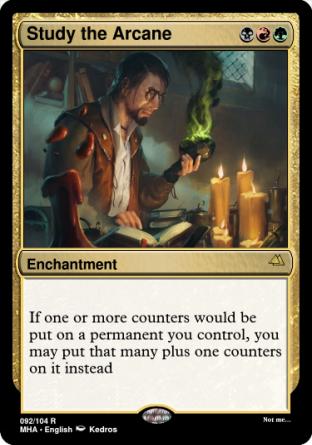 Study the Arcane
Enchantment
If one or more counters would be
put on a permanent you control, you
may put that many plus one counters
on it instead
092/104 R
Not me...
MHA • English Kedros